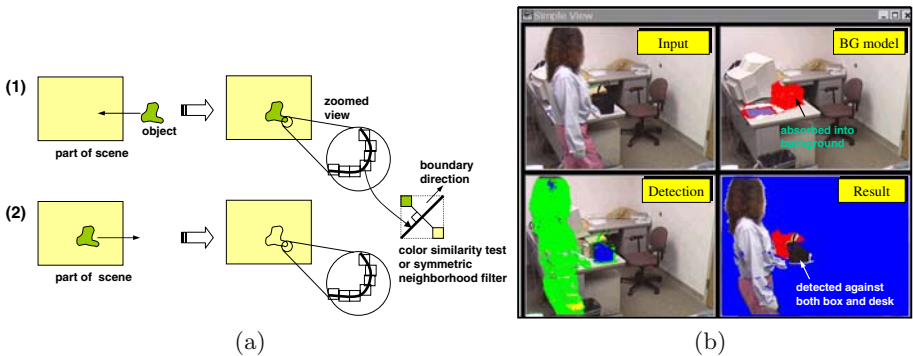 (1)
object
part of scene
zoomed
view
boundary
direction
(2)
part of scene
color similarity test
or symmetric
neighborhood filter
(a)
Simple View
Input
BG model
absorbed into
background
Detection
Result
detected against
both box and desk
(b)